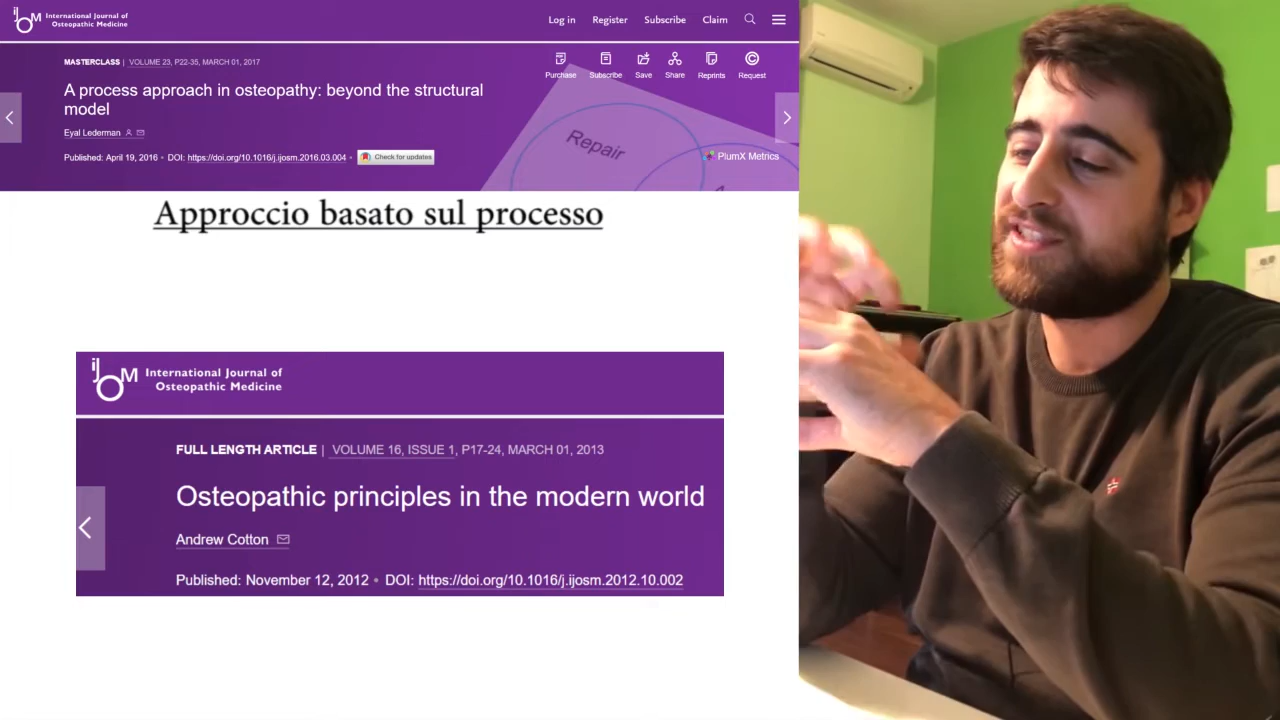 International Journal of
Osteopathic Medicine
Log in Register Subscribe Claim
MASTERCLASS | VOLUME 23, P22-35, MARCH 01, 2017
Purchase Subscribe Save Share Reprints Request
A process approach in osteopathy: beyond the structural
model
Eyal Lederman
Published: April 19, 2016 • DOI: https://doi.org/10.1016/j.ijosm.2016.03.004 • Check for updates
Repair
PlumX Metrics
Approccio basato sul processo
International Journal of
Osteopathic Medicine
FULL LENGTH ARTICLE | VOLUME 16, ISSUE 1, P17-24, MARCH 01, 2013
Osteopathic principles in the modern world
Andrew Cotton
Published: November 12, 2012 • DOI: https://doi.org/10.1016/j.ijosm.2012.10.002